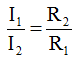 I₁/I₂ = R₂/R₁